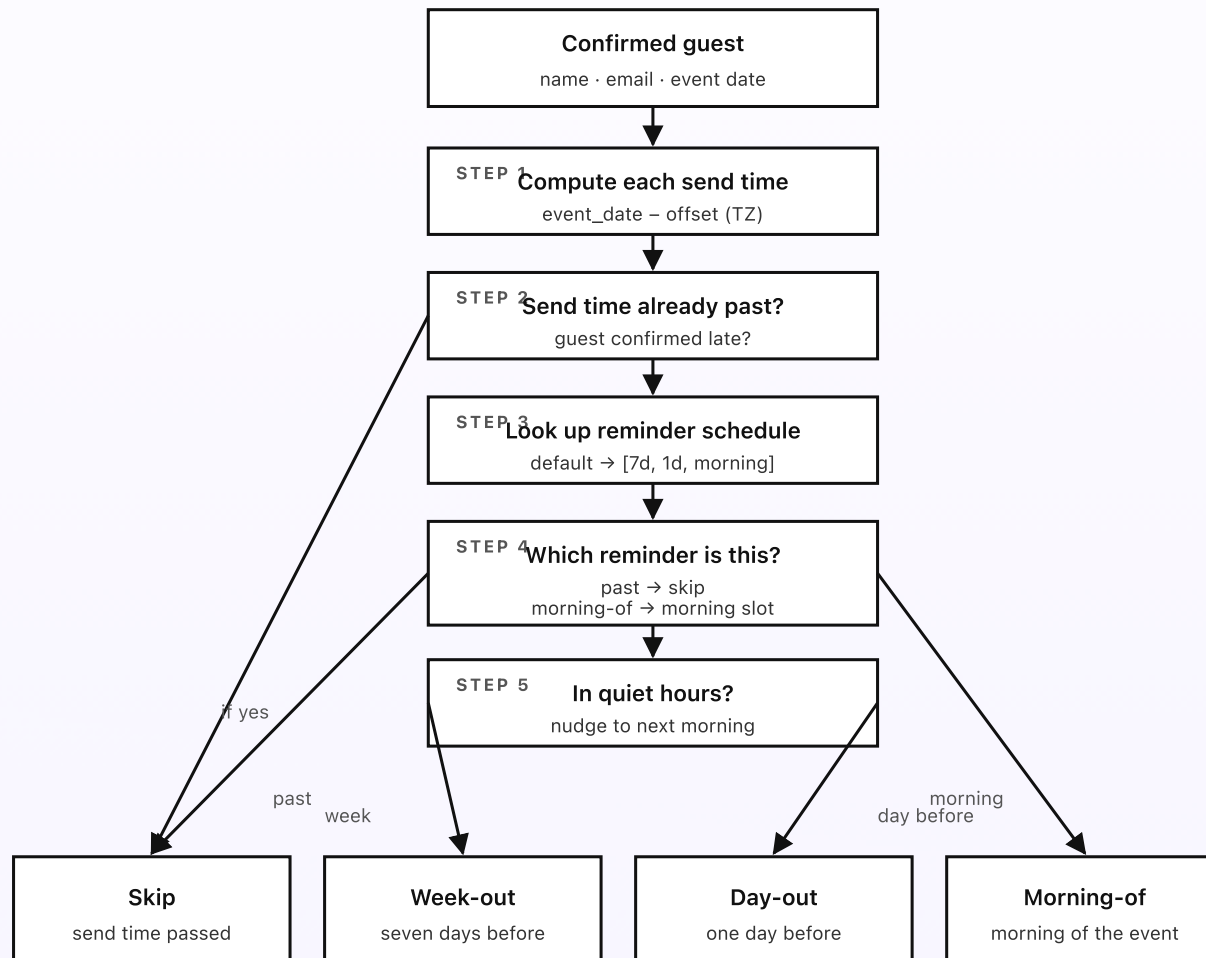 Confirmed guest
name · email · event date
STEP 1
Compute each send time
event_date – offset (TZ)
STEP 2
Send time already past?
guest confirmed late?
STEP 3
Look up reminder schedule
default → [7d, 1d, morning]
STEP 4
Which reminder is this?
past → skip
morning-of → morning slot
STEP 5
In quiet hours?
nudge to next morning
if yes
past
week
morning
day before
Skip
send time passed
Week-out
seven days before
Day-out
one day before
Morning-of
morning of the event